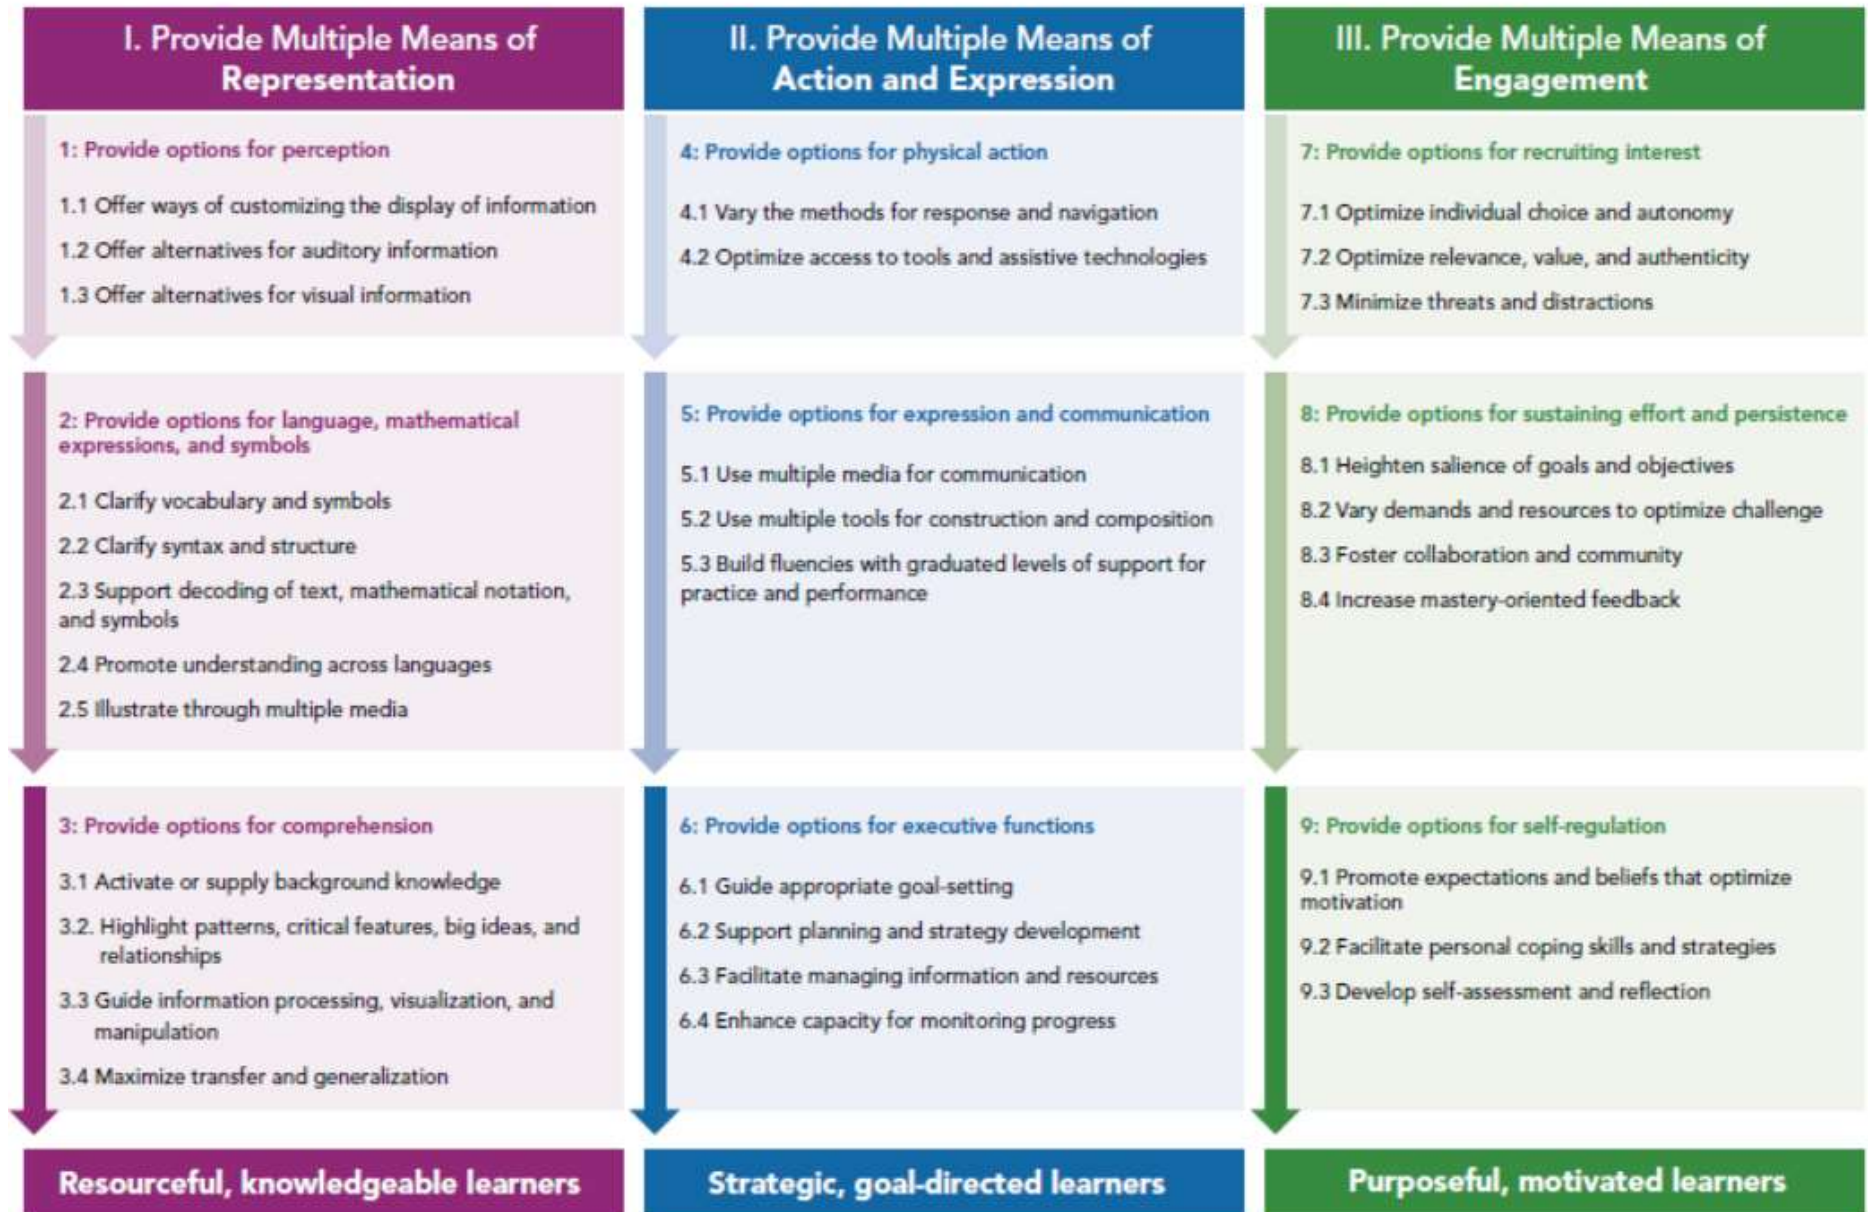 I. Provide Multiple Means of
Representation
1: Provide options for perception
1.1 Offer ways of customizing the display of information
1.2 Offer alternatives for auditory information
1.3 Offer alternatives for visual information
2: Provide options for language, mathematical
expressions, and symbols
2.1 Clarify vocabulary and symbols
2.2 Clarify syntax and structure
2.3 Support decoding of text, mathematical notation,
and symbols
2.4 Promote understanding across languages
2.5 Illustrate through multiple media
3: Provide options for comprehension
3.1 Activate or supply background knowledge
3.2. Highlight patterns, critical features, big ideas, and
relationships
3.3 Guide information processing, visualization, and
manipulation
3.4 Maximize transfer and generalization
Resourceful, knowledgeable learners
II. Provide Multiple Means of
Action and Expression
4: Provide options for physical action
4.1 Vary the methods for response and navigation
4.2 Optimize access to tools and assistive technologies
5: Provide options for expression and communication
5.1 Use multiple media for communication
5.2 Use multiple tools for construction and composition
5.3 Build fluencies with graduated levels of support for
practice and performance
6: Provide options for executive functions
6.1 Guide appropriate goal-setting
6.2 Support planning and strategy development
6.3 Facilitate managing information and resources
6.4 Enhance capacity for monitoring progress
Strategic, goal-directed learners
III. Provide Multiple Means of
Engagement
7: Provide options for recruiting interest
7.1 Optimize individual choice and autonomy
7.2 Optimize relevance, value, and authenticity
7.3 Minimize threats and distractions
8: Provide options for sustaining effort and persistence
8.1 Heighten salience of goals and objectives
8.2 Vary demands and resources to optimize challenge
8.3 Foster collaboration and community
8.4 Increase mastery-oriented feedback
9: Provide options for self-regulation
9.1 Promote expectations and beliefs that optimize
motivation
9.2 Facilitate personal coping skills and strategies
9.3 Develop self-assessment and reflection
Purposeful, motivated learners